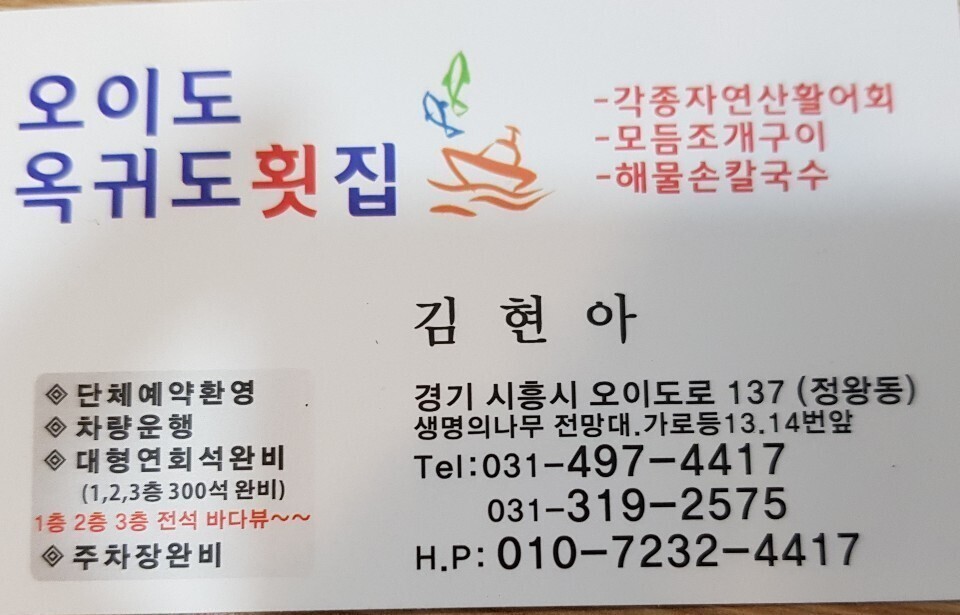 오이도
옥귀도횟집
-각종자연산활어회
-모듬조개구이
-해물손칼국수
김현아
◈ 단체예약환영
◈ 차량운행
◈ 대형연회석완비
(1,2,3층 300석 완비)
1층 2층 3층 전석 바다뷰~~
◈ 주차장완비
경기 시흥시 오이도로 137 (정왕동)
생명의나무 전망대.가로등13.14번앞
Tel:031-497-4417
031-319-2575
H.P: 010-7232-4417